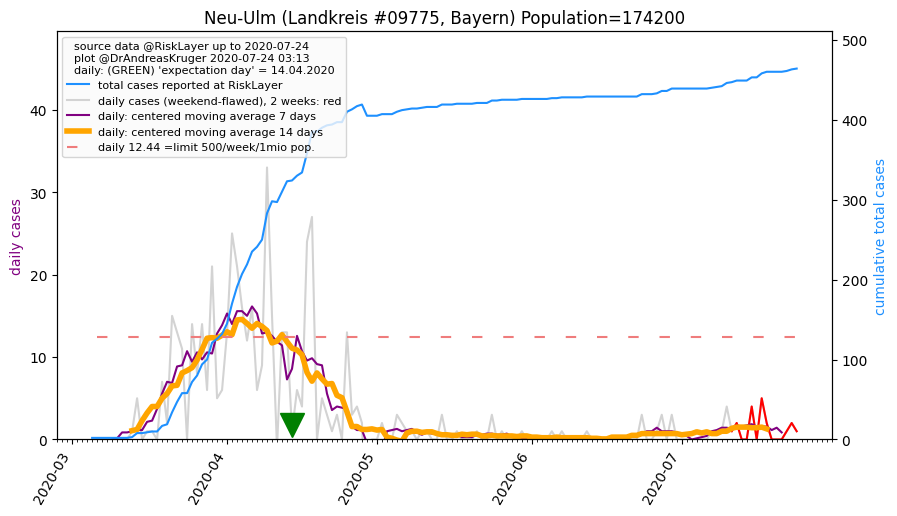 Neu-Ulm (Landkreis #09775, Bayern) Population=174200
source data @RiskLayer up to 2020-07-24
plot @DrAndreasKruger 2020-07-24 03:13
daily: (GREEN) 'expectation day' = 14.04.2020
total cases reported at RiskLayer
daily cases (weekend-flawed), 2 weeks: red
daily: centered moving average 7 days
daily: centered moving average 14 days
daily 12.44 =limit 500/week/1mio pop.
daily cases
40
30
20
10
0
500
400
300
200
100
0
cumulative total cases
2020-03
2020-04
2020-05
2020-06
2020-07